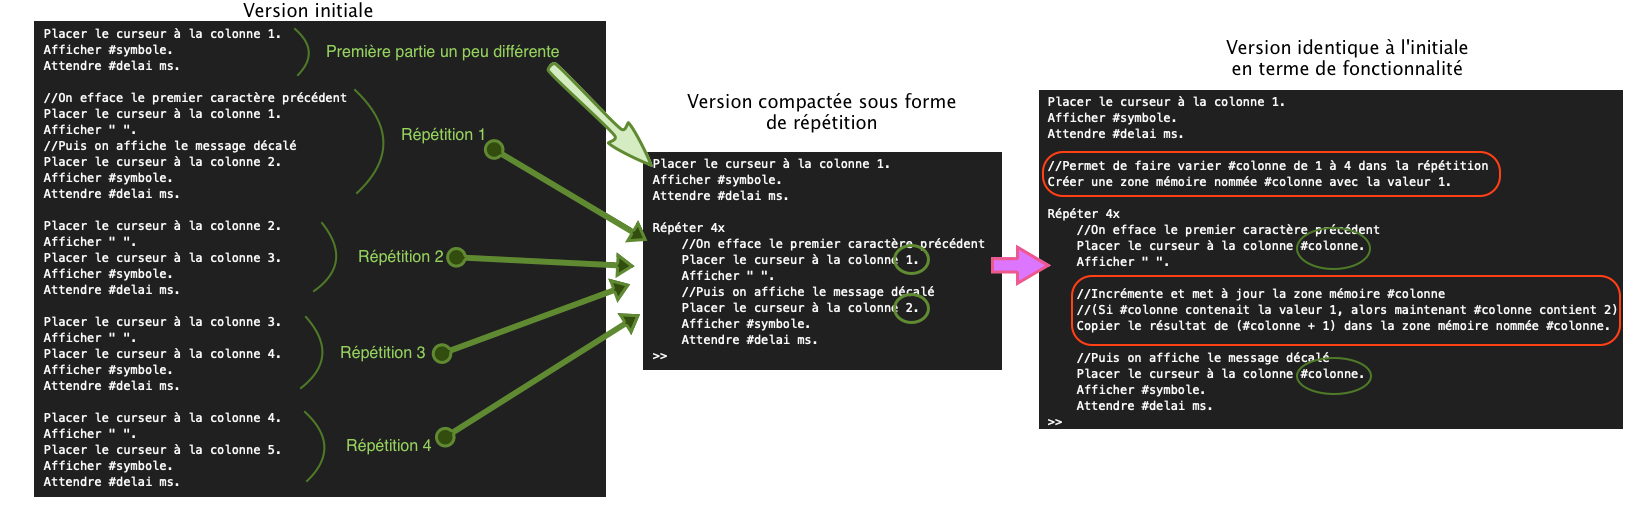 Version initiale
Placer le curseur à la colonne 1.
Afficher #symbole.
Attendre #delai ms.
Première partie un peu différente
//On efface le premier caractère précédent
Placer le curseur à la colonne 1.
Afficher " ".
//Puis on affiche le message décalé
Placer le curseur à la colonne 2.
Afficher #symbole.
Attendre #delai ms.
Répétition 1
Placer le curseur à la colonne 2.
Afficher " ".
Placer le curseur à la colonne 3.
Afficher #symbole.
Attendre #delai ms.
Répétition 2
Placer le curseur à la colonne 3.
Afficher " ".
Placer le curseur à la colonne 4.
Afficher #symbole.
Attendre #delai ms.
Répétition 3
Placer le curseur à la colonne 4.
Afficher " ".
Placer le curseur à la colonne 5.
Afficher #symbole.
Attendre #delai ms.
Répétition 4
Version compactée sous forme
de répétition
Placer le curseur à la colonne 1.
Afficher #symbole.
Attendre #delai ms.
Répéter 4x
//On efface le premier caractère précédent
Placer le curseur à la colonne 1.
Afficher " ".
//Puis on affiche le message décalé
Placer le curseur à la colonne 2.
Afficher #symbole.
Attendre #delai ms.
>>
Version identique à l'initiale
en terme de fonctionnalité
Placer le curseur à la colonne 1.
Afficher #symbole.
Attendre #delai ms.
//Permet de faire varier #colonne de 1 à 4 dans la répétition
Créer une zone mémoire nommée #colonne avec la valeur 1.
Répéter 4x
//On efface le premier caractère précédent
Placer le curseur à la colonne #colonne.
Afficher " ".
//Incrémente et met à jour la zone mémoire #colonne
//(Si #colonne contenait la valeur 1, alors maintenant #colonne contient 2)
Copier le résultat de (#colonne + 1) dans la zone mémoire nommée #colonne.
//Puis on affiche le message décalé
Placer le curseur à la colonne #colonne.
Afficher #symbole.
Attendre #delai ms.
>>